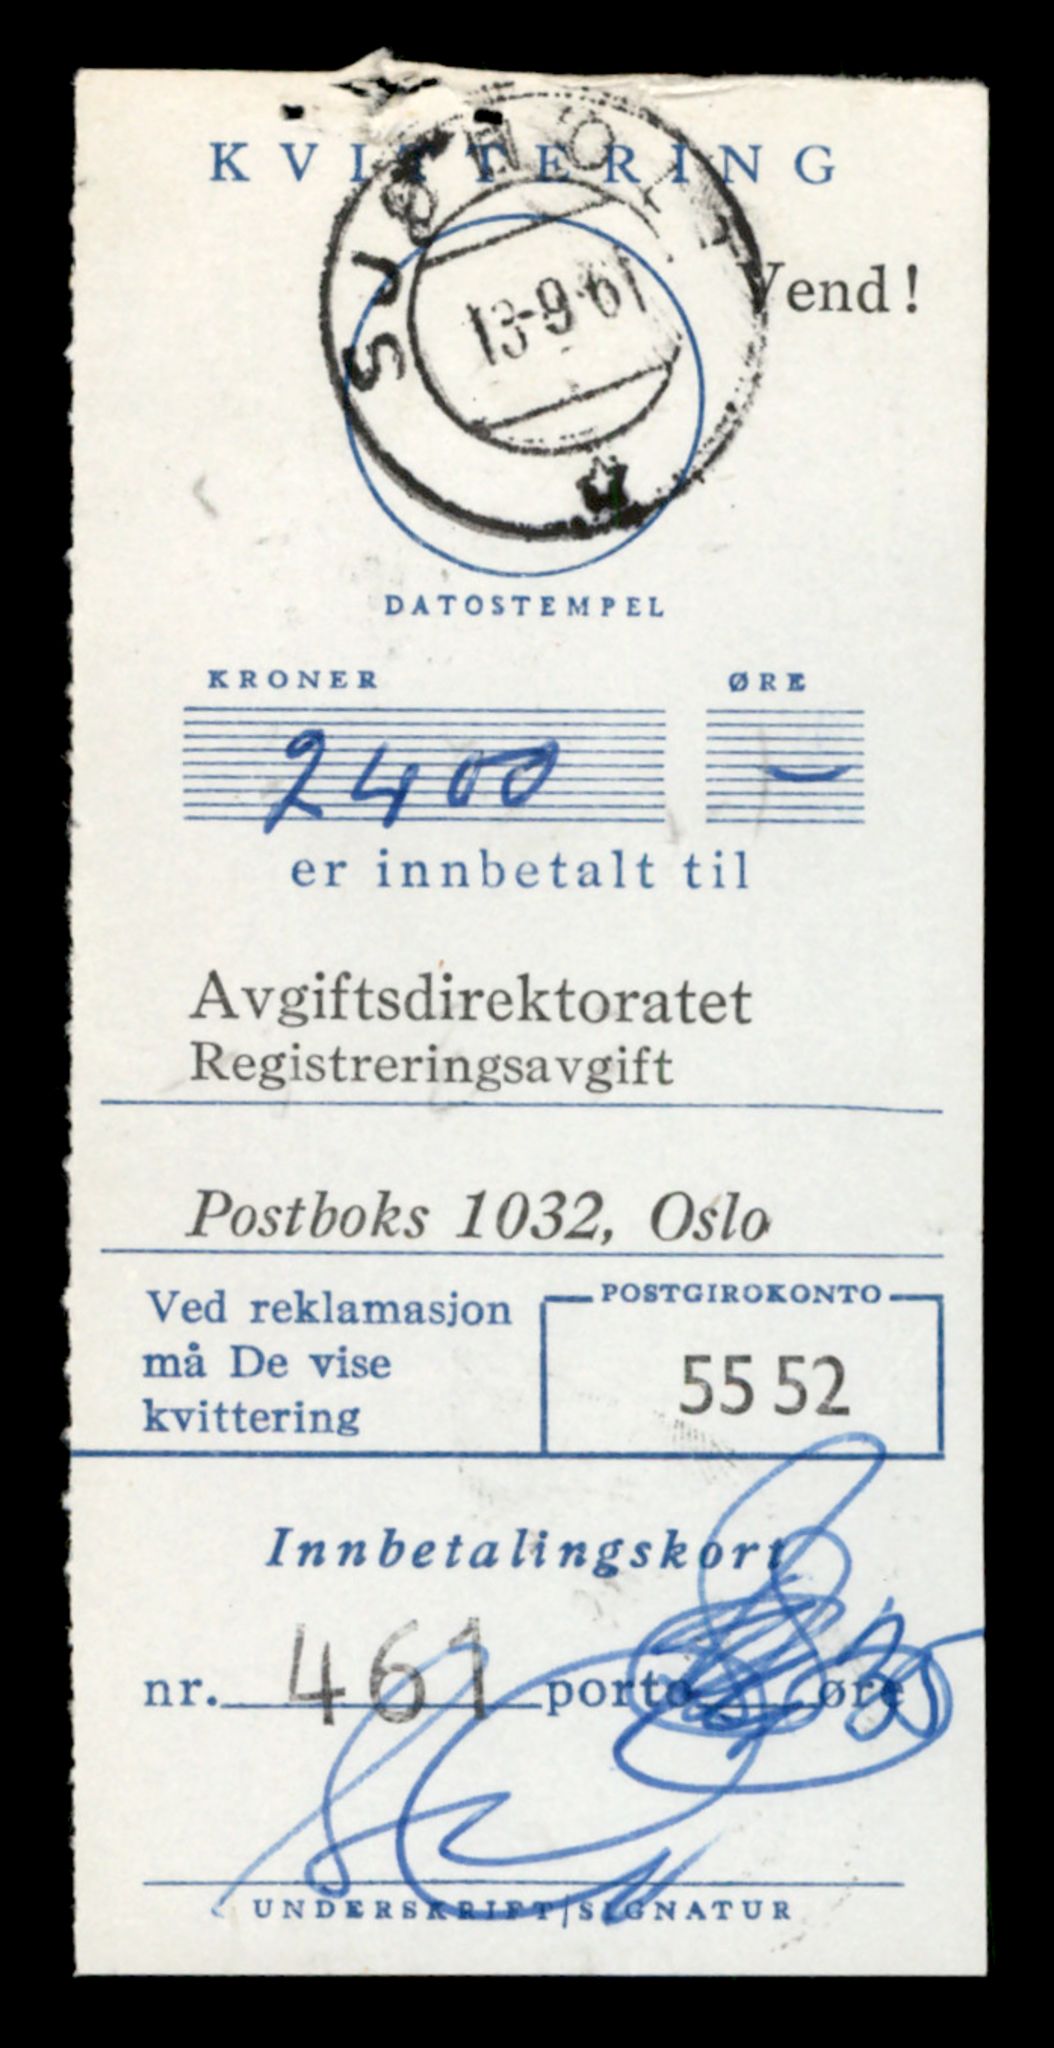 KVITTERING
Vend!
13-9-61
DATOSTEMPEL
KRONER ØRE
2400 —
er innbetalt til
Avgiftsdirektoratet
Registreringsavgift
Postboks 1032, Oslo
Ved reklamasjon
må De vise
kvittering
POSTGIROKONTO
55 52
Innbetalingskort
nr. 461 porto øre
UNDERSKRIFT/SIGNATUR